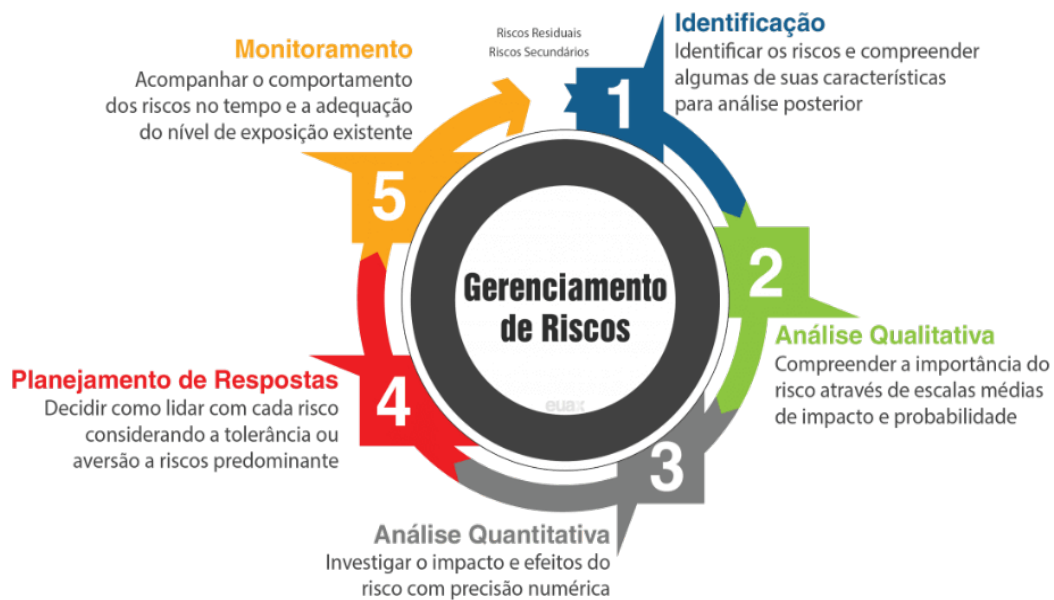 Riscos Residuais
Riscos Secundários
1
Identificação
Identificar os riscos e compreender
algumas de suas características
para análise posterior
2
Análise Qualitativa
Compreender a importância do
risco através de escalas médias
de impacto e probabilidade
3
Análise Quantitativa
Investigar o impacto e efeitos do
risco com precisão numérica
4
Planejamento de Respostas
Decidir como lidar com cada risco
considerando a tolerância ou
aversão a riscos predominante
5
Monitoramento
Acompanhar o comportamento
dos riscos no tempo e a adequação
do nível de exposição existente
Gerenciamento
de Riscos
euax